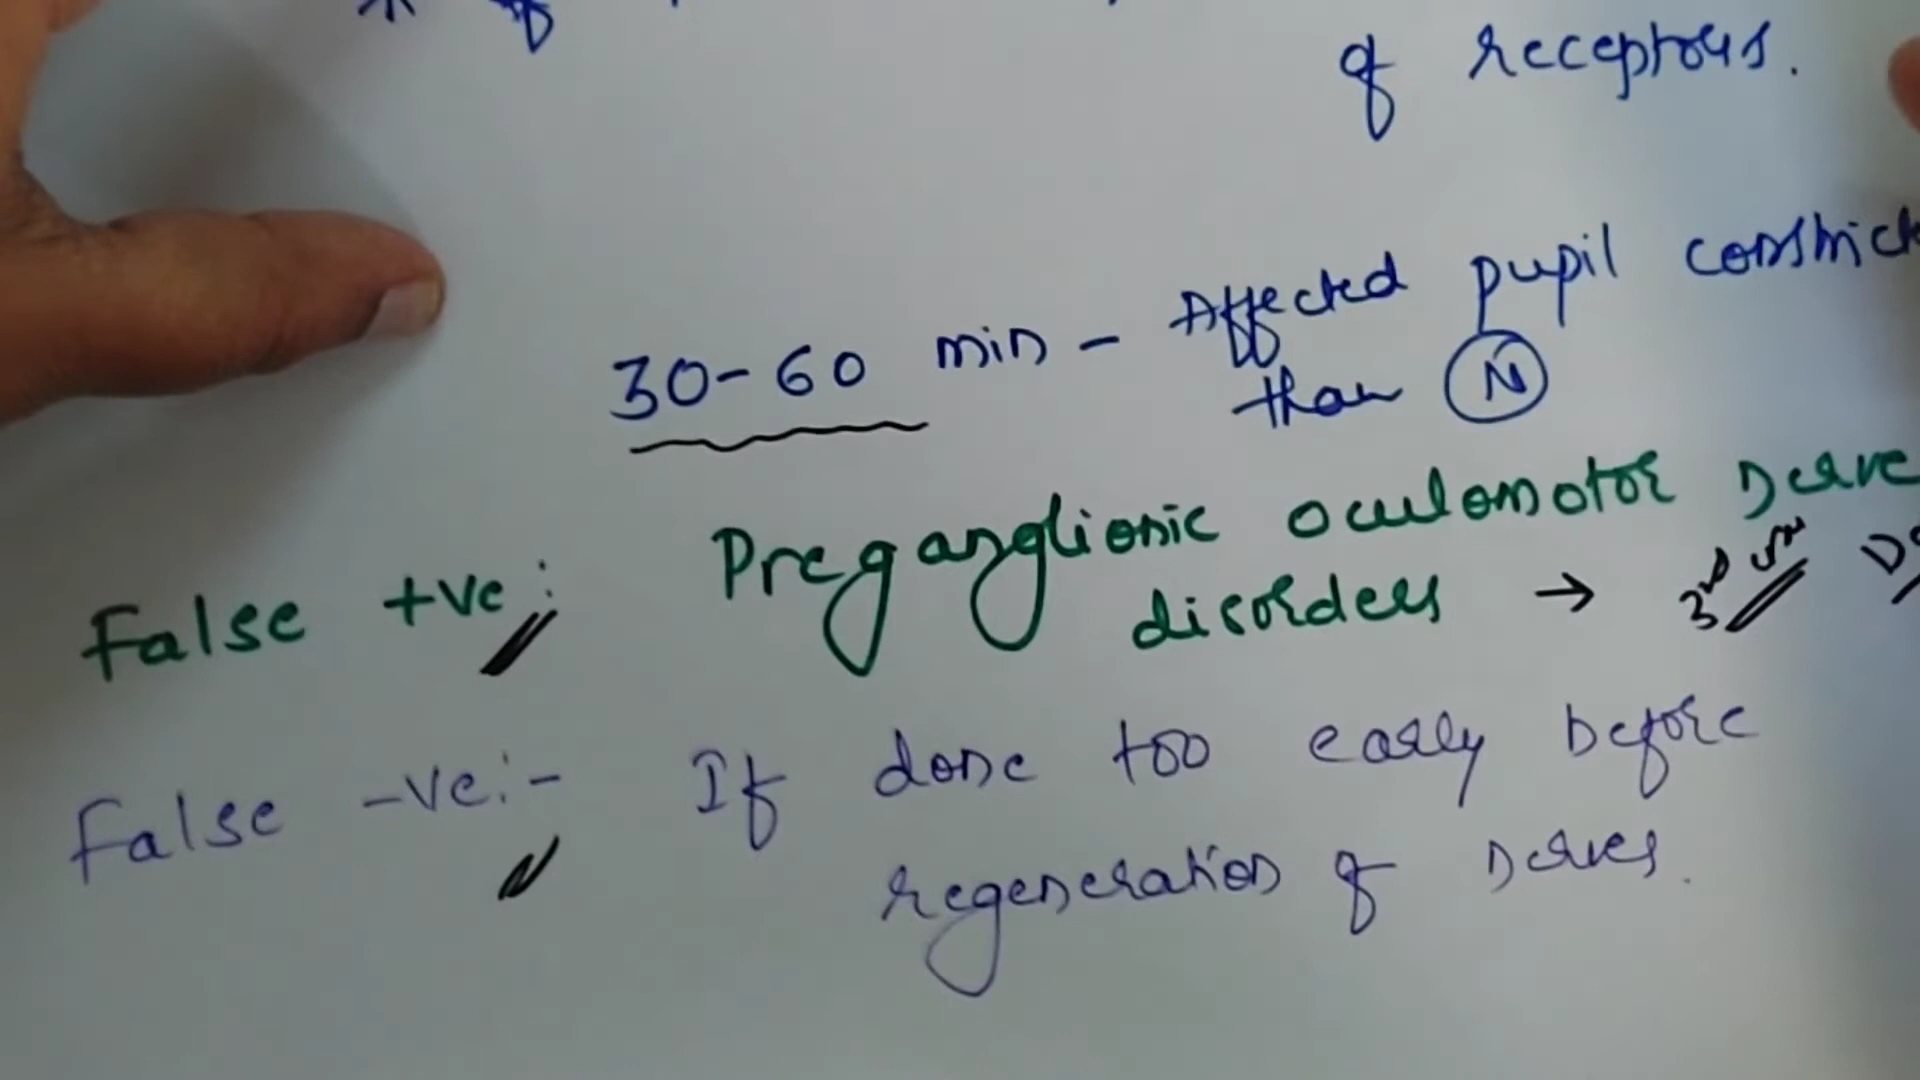 of receptors.
30-60 min - Affected pupil constrict
than N
False +ve: Preganglionic oculomotor nerve
disorders → 3rd
False -ve:- If done too early before
regeneration of nerves.